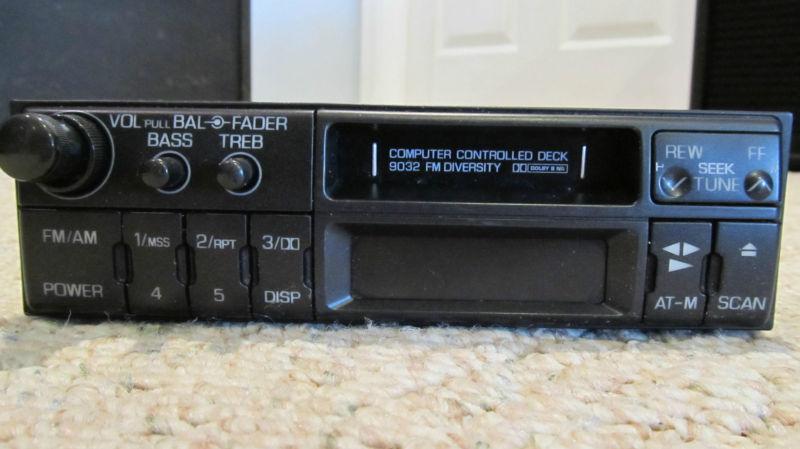 VOL PULL BAL FADER
BASS TREB
COMPUTER CONTROLLED DECK
9032 FM DIVERSITY DOLBY B NR
REW FF
SEEK
TUNE
FM/AM 1/MSS 2/RPT 3/
POWER 4 5 DISP
AT-M SCAN